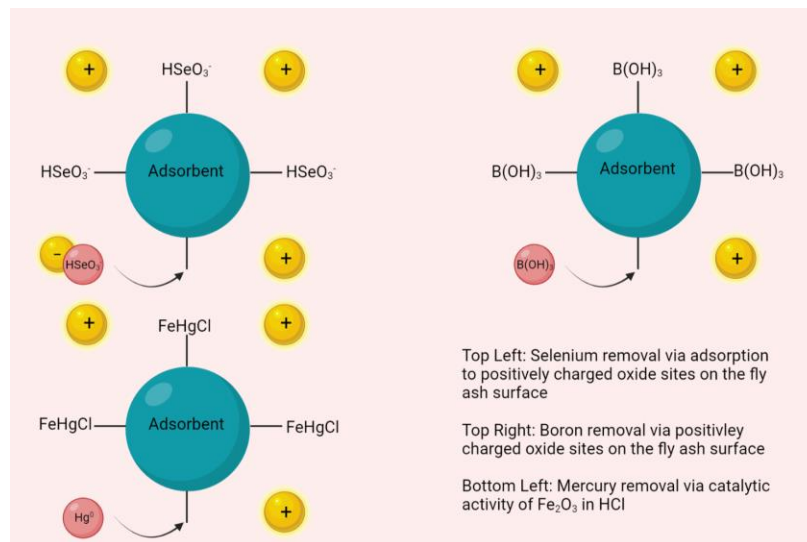 +
+
HSeO₃⁻
Adsorbent
HSeO₃⁻
HSeO₃⁻
−
HSeO₃
+
+
+
B(OH)₃
Adsorbent
B(OH)₃
B(OH)₃
B(OH)₃
+
+
+
FeHgCl
Adsorbent
FeHgCl
FeHgCl
Hg⁰
+
Top Left: Selenium removal via adsorption
to positively charged oxide sites on the fly
ash surface
Top Right: Boron removal via positivley
charged oxide sites on the fly ash surface
Bottom Left: Mercury removal via catalytic
activity of Fe₂O₃ in HCl